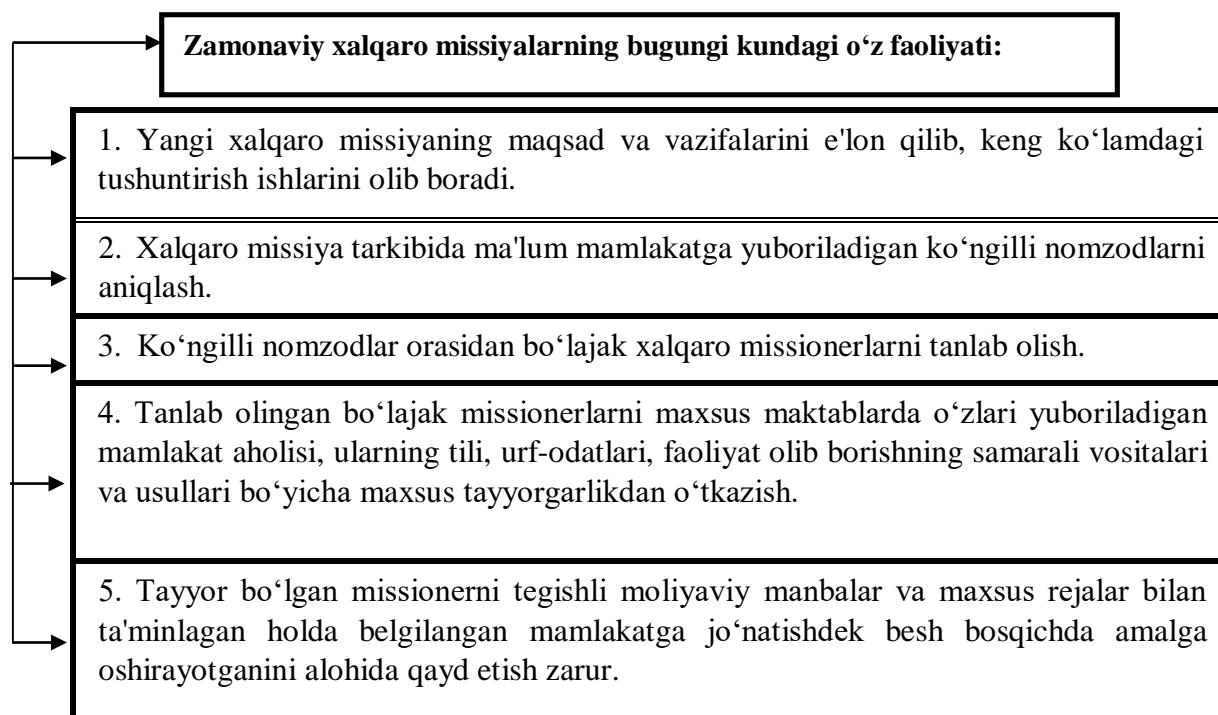 Zamonaviy xalqaro missiyalarning bugungi kundagi o‘z faoliyati:
1. Yangi xalqaro missiyaning maqsad va vazifalarini e'lon qilib, keng ko‘lamdagi
tushuntirish ishlarini olib boradi.
2. Xalqaro missiya tarkibida ma'lum mamlakatga yuboriladigan ko‘ngilli nomzodlarni
aniqlash.
3. Ko‘ngilli nomzodlar orasidan bo‘lajak xalqaro missionerlarni tanlab olish.
4. Tanlab olingan bo‘lajak missionerlarni maxsus maktablarda o‘zlari yuboriladigan
mamlakat aholisi, ularning tili, urf-odatlari, faoliyat olib borishning samarali vositalari
va usullari bo‘yicha maxsus tayyorgarlikdan o‘tkazish.
5. Tayyor bo‘lgan missionerni tegishli moliyaviy manbalar va maxsus rejalar bilan
ta'minlagan holda belgilangan mamlakatga jo‘natishdek besh bosqichda amalga
oshirayotganini alohida qayd etish zarur.